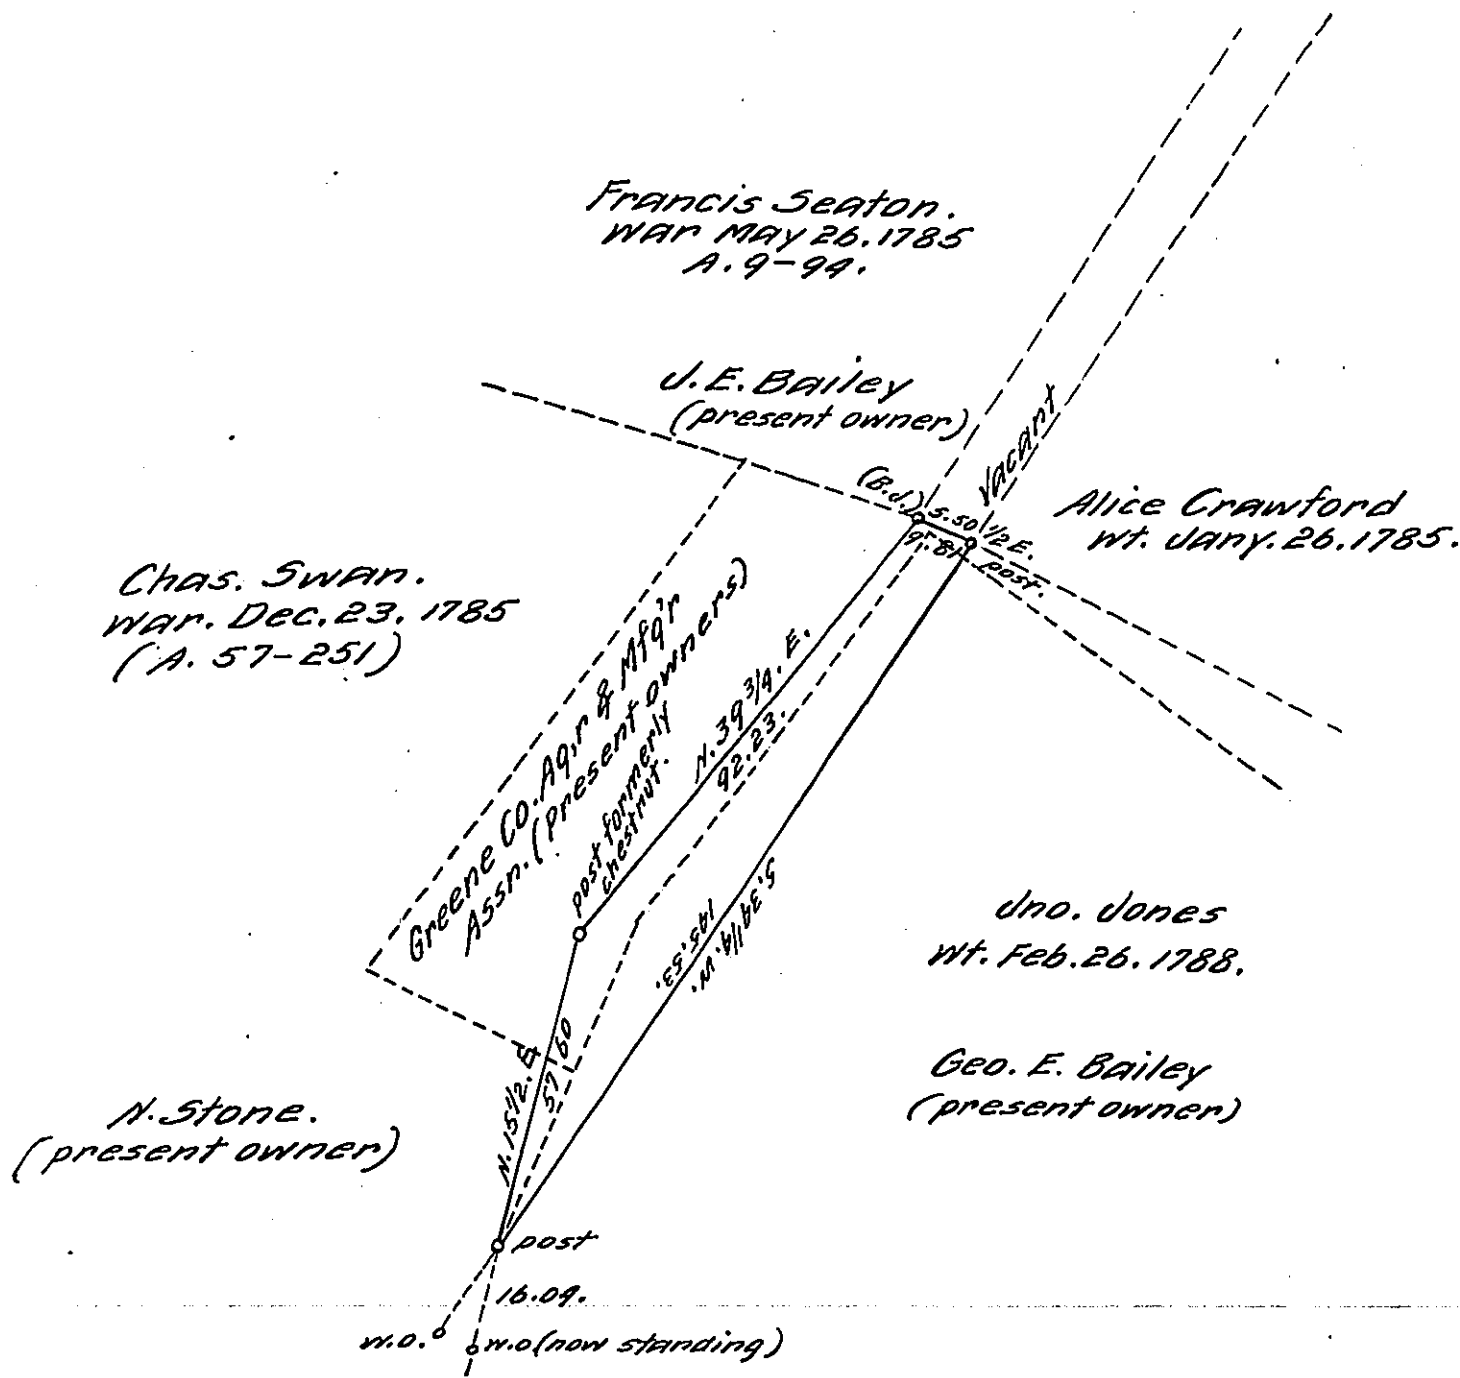 Francis Seaton.
War May 26. 1785
A. 9-94.
J. E. Bailey
(present owner)
Vacant
(B.J.)
S. 50 1/2 E.
9.81
post.
Alice Crawford
Wt. Jany. 26. 1785.
Chas. Swan.
War. Dec. 23. 1785
(A. 57-251)
Greene Co. Ag,r & Mfg'r
Assn. (Present owners)
post formerly
chestnut.
N. 39 3/4. E.
92.23.
S. 34 1/4. W.
145.53.
Jno. Jones
Wt. Feb. 26. 1788.
Geo. E. Bailey
(present owner)
N. 15 1/2. E
57 60
N. Stone.
(present owner)
post
16.09.
w.o.
w.o (now standing)